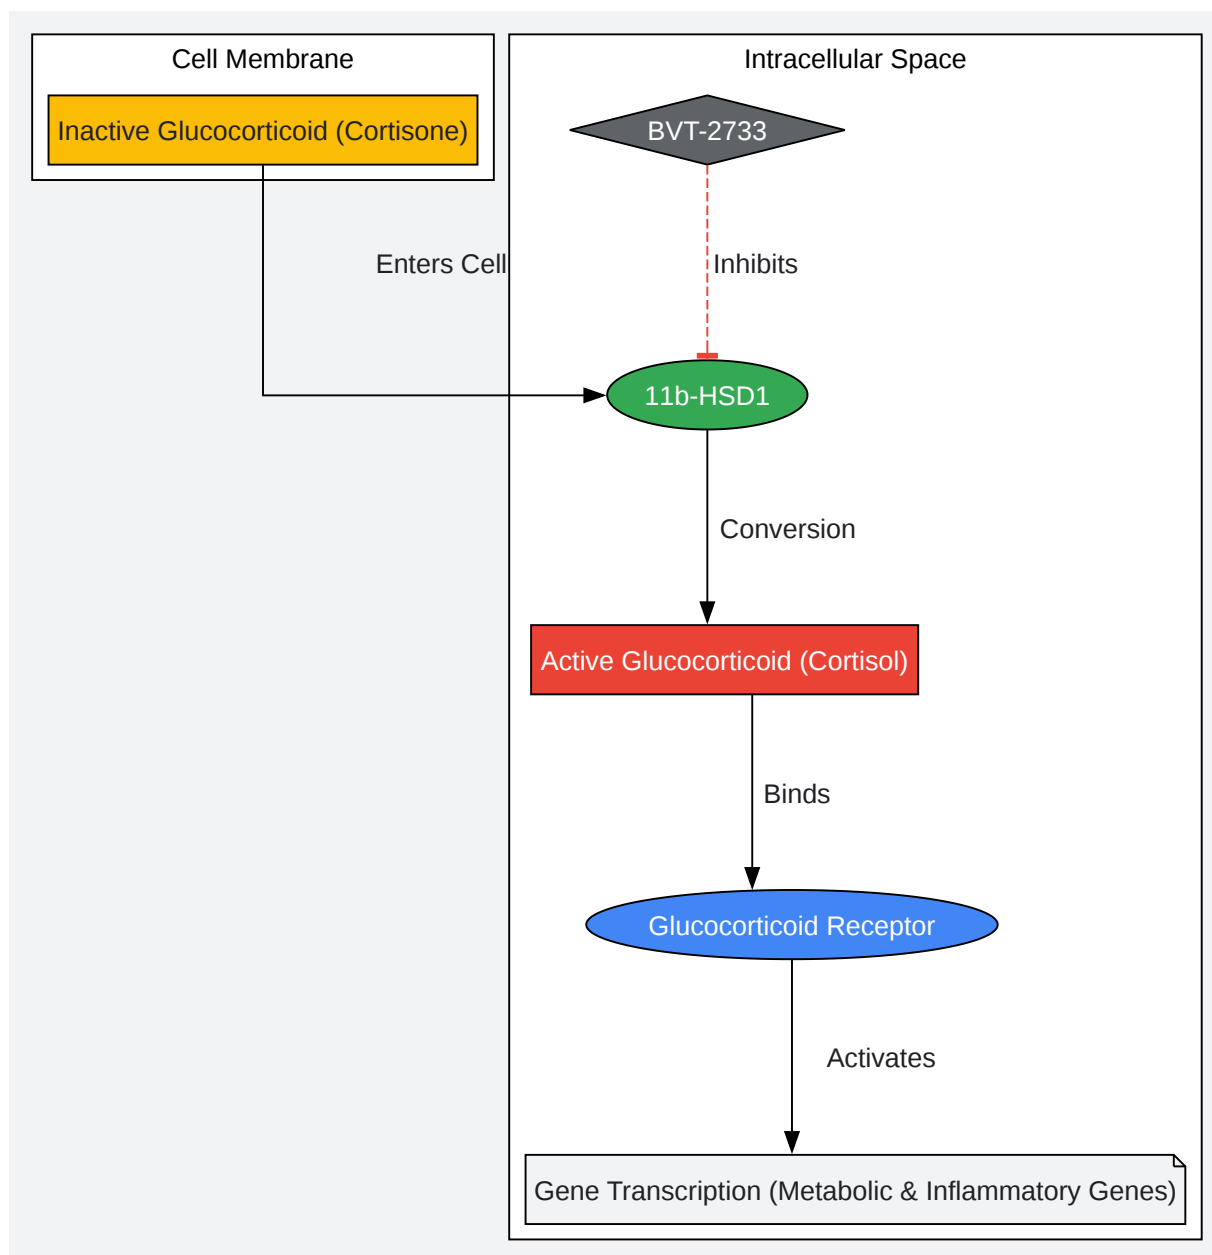 Cell Membrane
Inactive Glucocorticoid (Cortisone)
Intracellular Space
BVT-2733
Enters Cell
Inhibits
11b-HSD1
Conversion
Active Glucocorticoid (Cortisol)
Binds
Glucocorticoid Receptor
Activates
Gene Transcription (Metabolic & Inflammatory Genes)